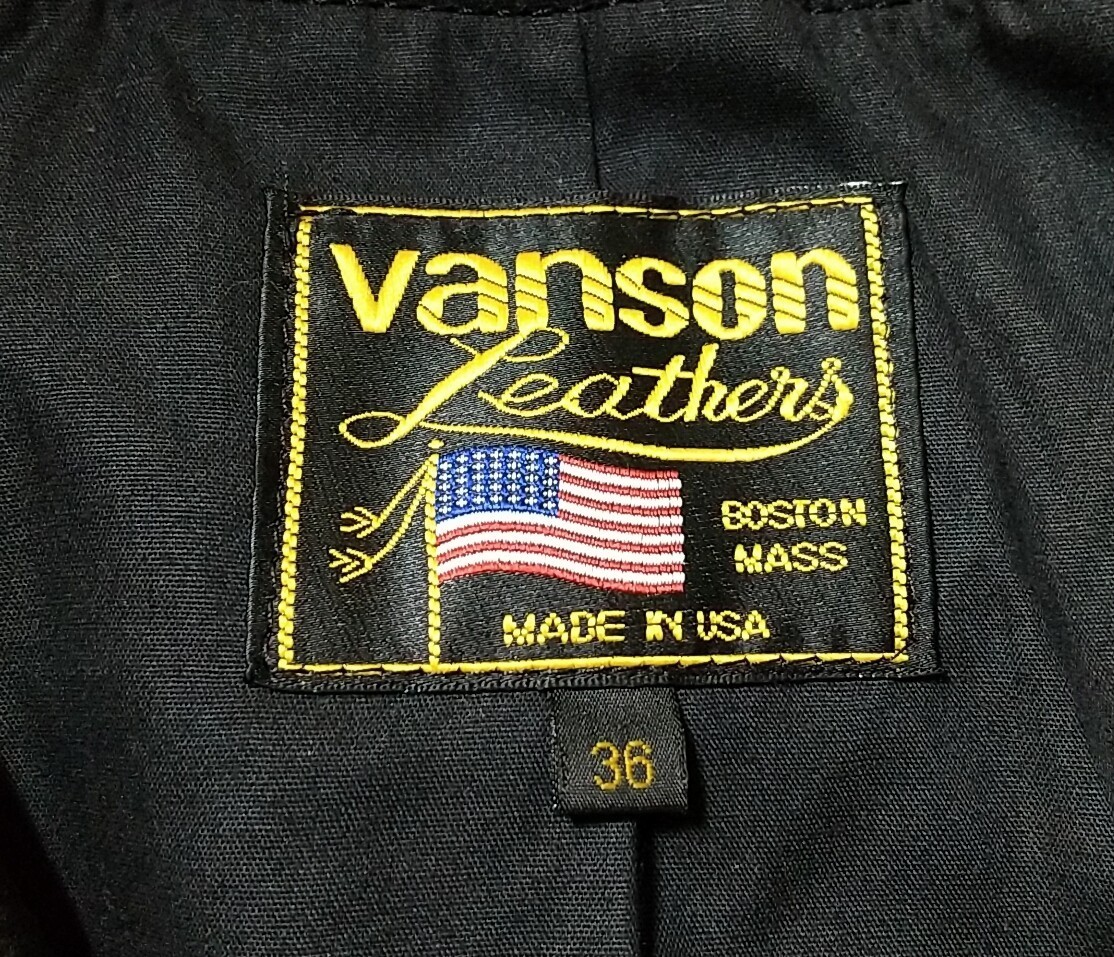 vanson
Leathers
BOSTON
MASS
MADE IN USA
36